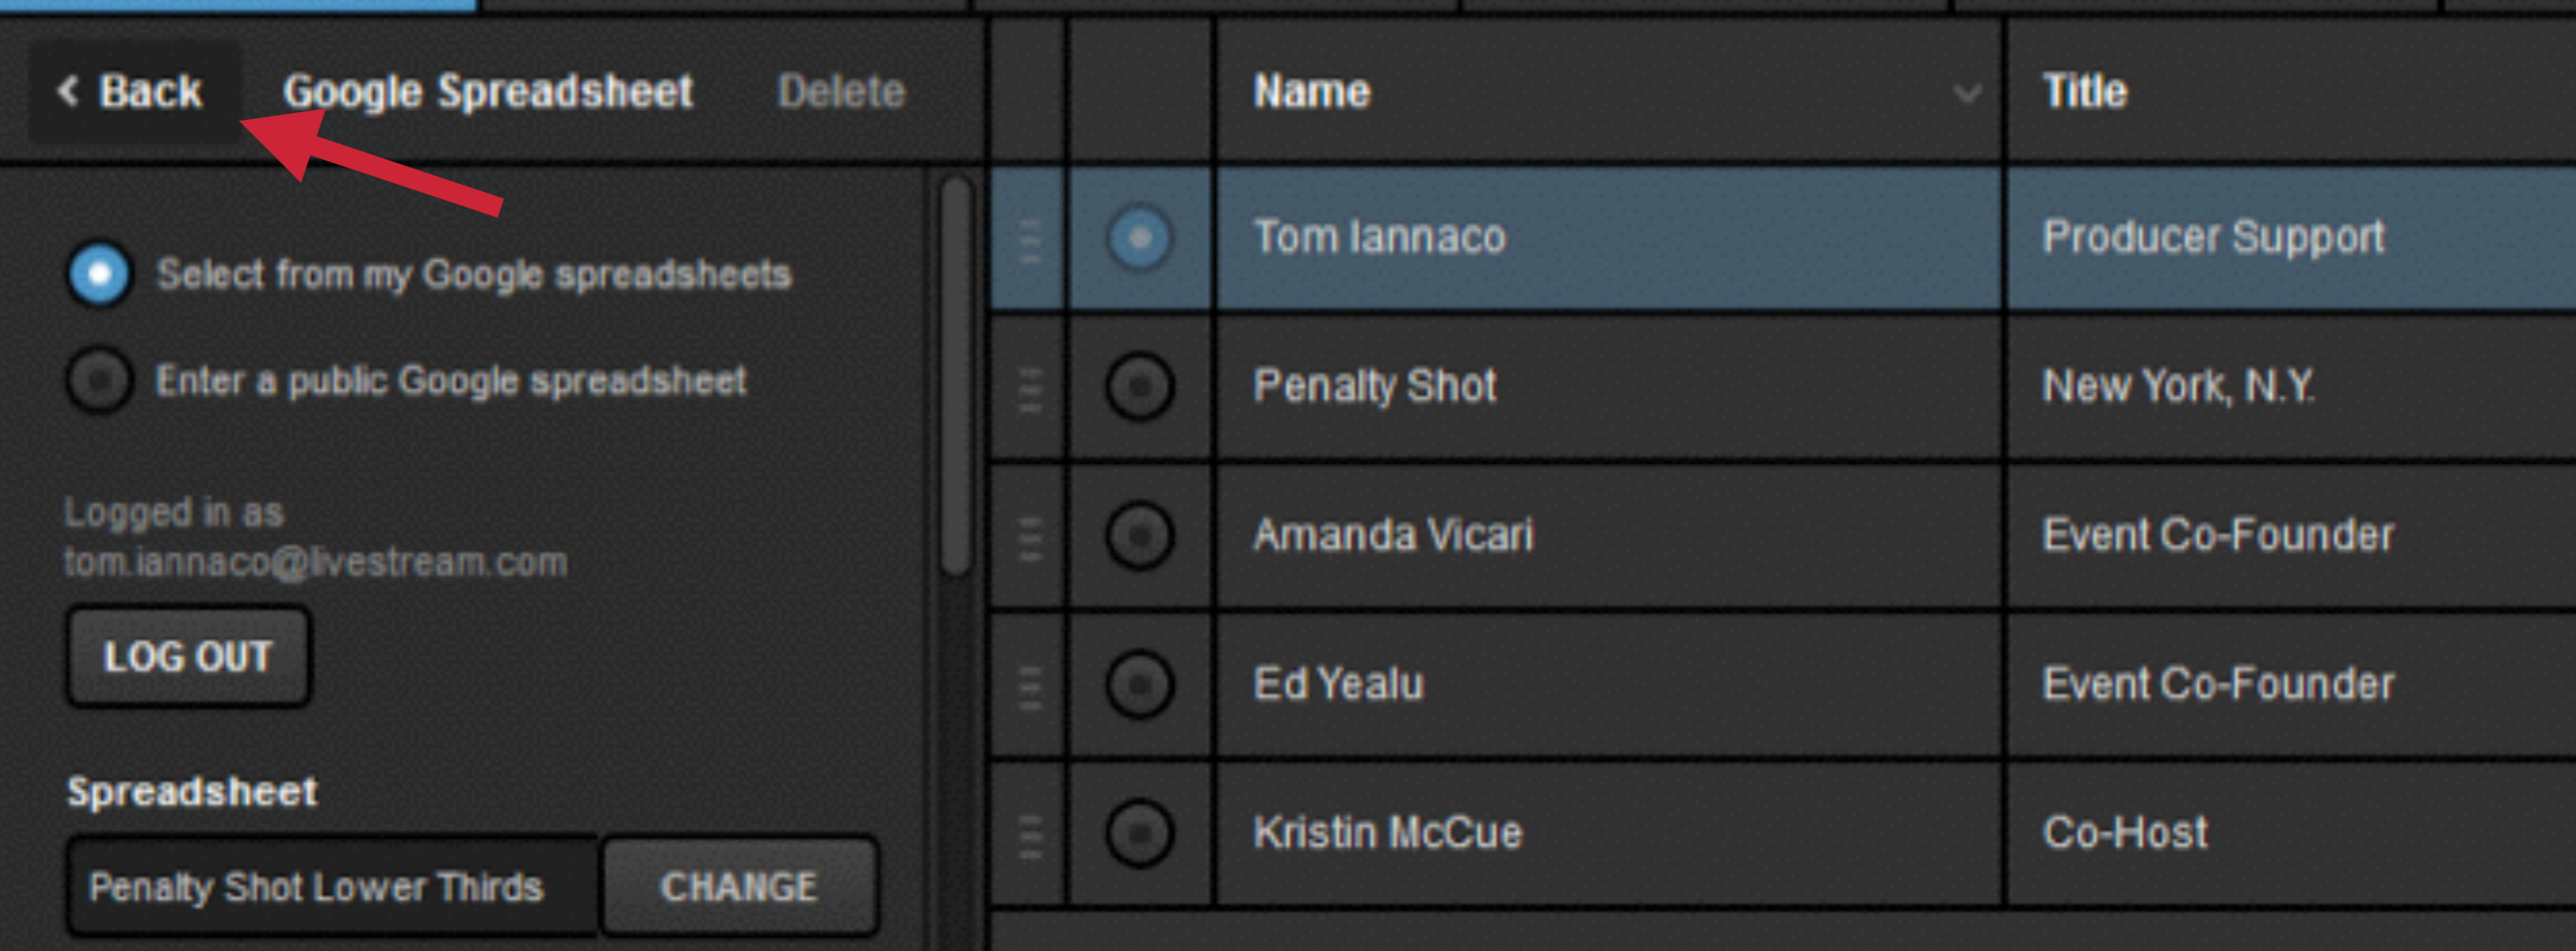 Back Google Spreadsheet Delete
Select from my Google spreadsheets
Enter a public Google spreadsheet
Logged in as
tom.iannaco@livestream.com
LOG OUT
Spreadsheet
Penalty Shot Lower Thirds CHANGE
Name Title
Tom Iannaco Producer Support
Penalty Shot New York, N.Y.
Amanda Vicari Event Co-Founder
Ed Yealu Event Co-Founder
Kristin McCue Co-Host